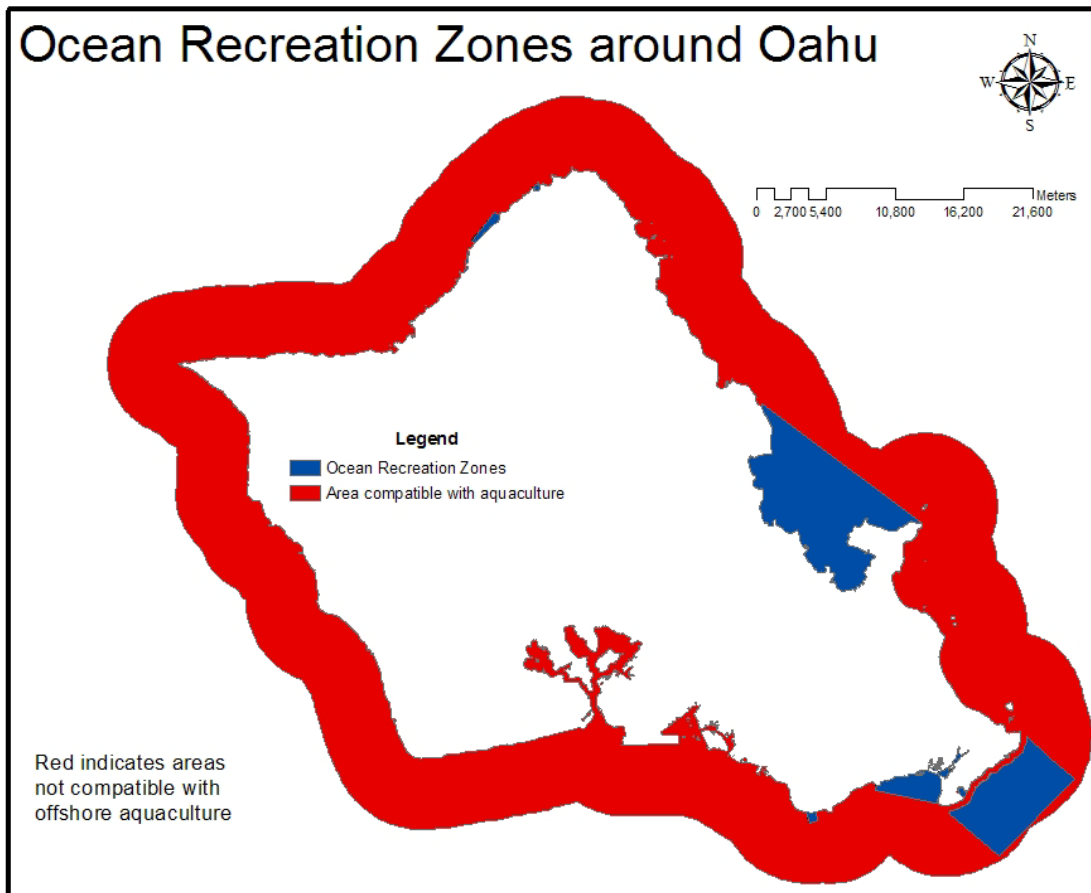 Ocean Recreation Zones around Oahu
N
W E
S
Meters
0 2,700 5,400 10,800 16,200 21,600
Legend
Ocean Recreation Zones
Area compatible with aquaculture
Red indicates areas
not compatible with
offshore aquaculture